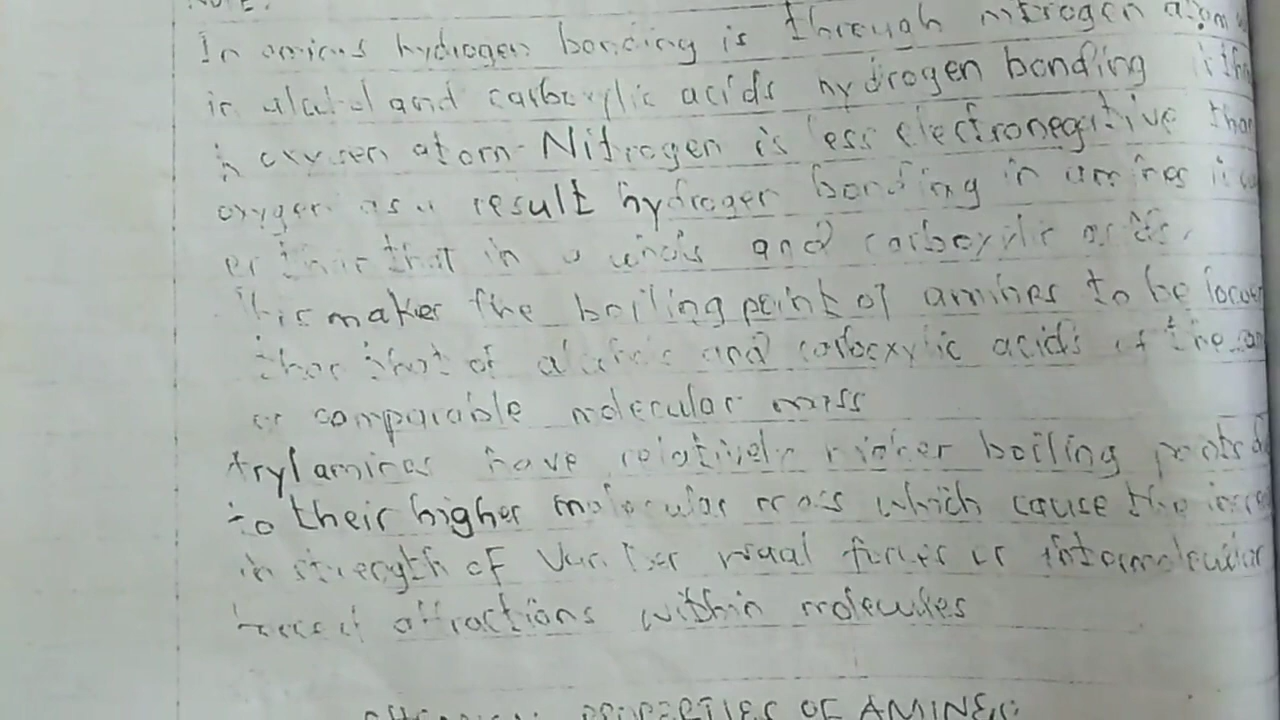 NOTE:
In amines hydrogen bonding is through nitrogen atom
in alcohol and carboxylic acids hydrogen bonding is thr
h oxygen atom. Nitrogen is less electronegative than
oxygen as a result hydrogen bonding in amines is
er than that in and carboxylic acids.
This makes the boiling point of amines to be lower
than that of alcohols and carboxylic acids of the
or comparable molecular mass
Arylamines have relatively higher boiling points d
to their higher molecular mass which cause the incre
in strength of Van der waal forces or intermolecular
forces of attractions within molecules
PROPERTIES OF AMINES: